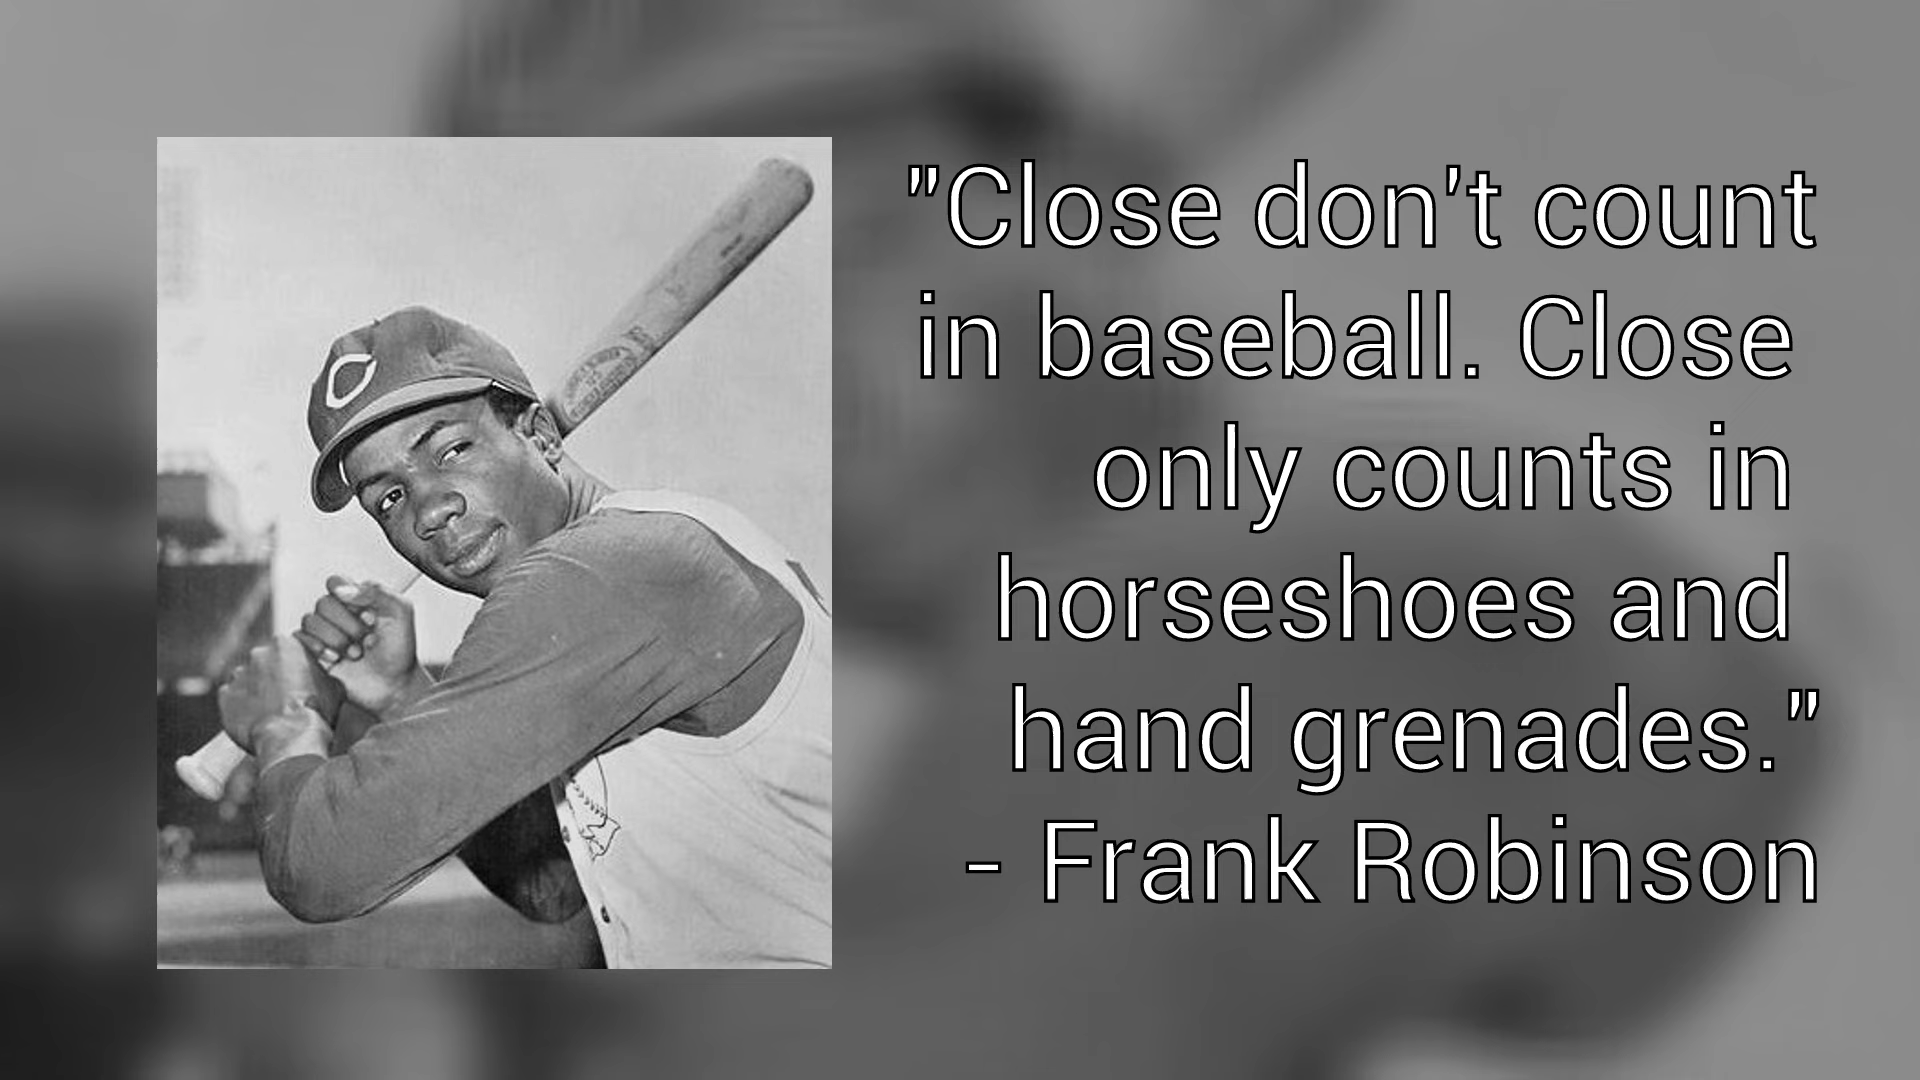 "Close don't count
in baseball. Close
only counts in
horseshoes and
hand grenades."
- Frank Robinson
C